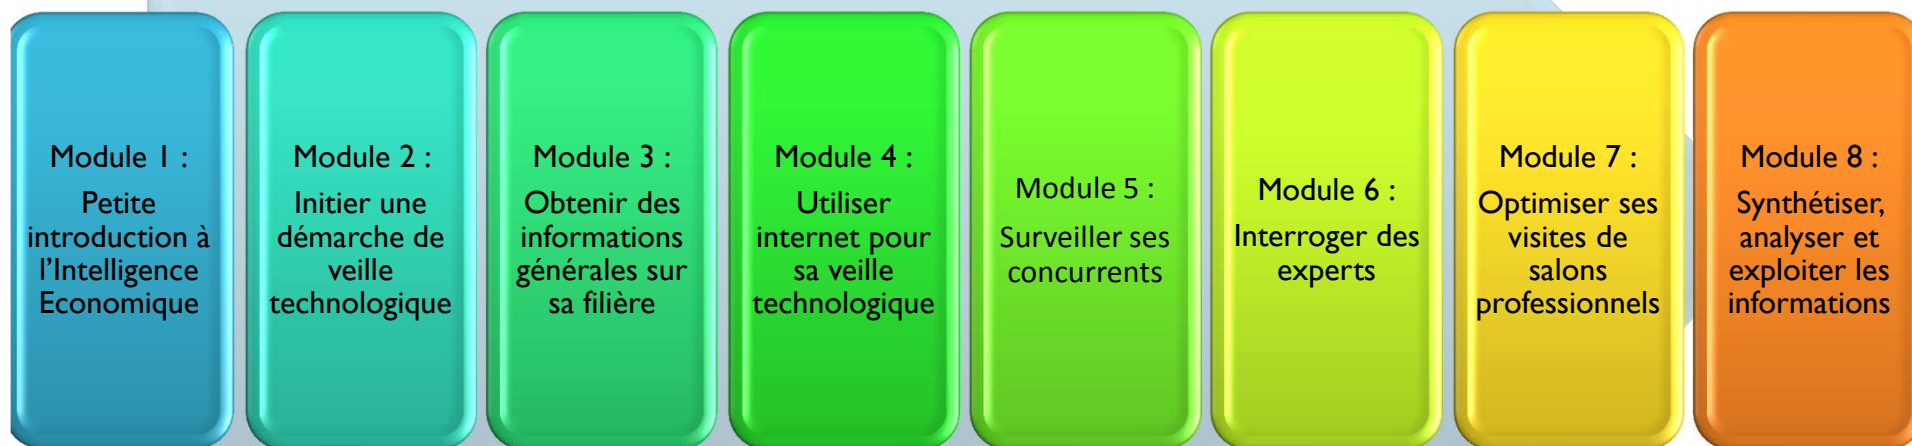 Module 1 :
Petite
introduction à
l'Intelligence
Economique
Module 2 :
Initier une
démarche de
veille
technologique
Module 3 :
Obtenir des
informations
générales sur
sa filière
Module 4 :
Utiliser
internet pour
sa veille
technologique
Module 5 :
Surveiller ses
concurrents
Module 6 :
Interroger des
experts
Module 7 :
Optimiser ses
visites de
salons
professionnels
Module 8 :
Synthétiser,
analyser et
exploiter les
informations